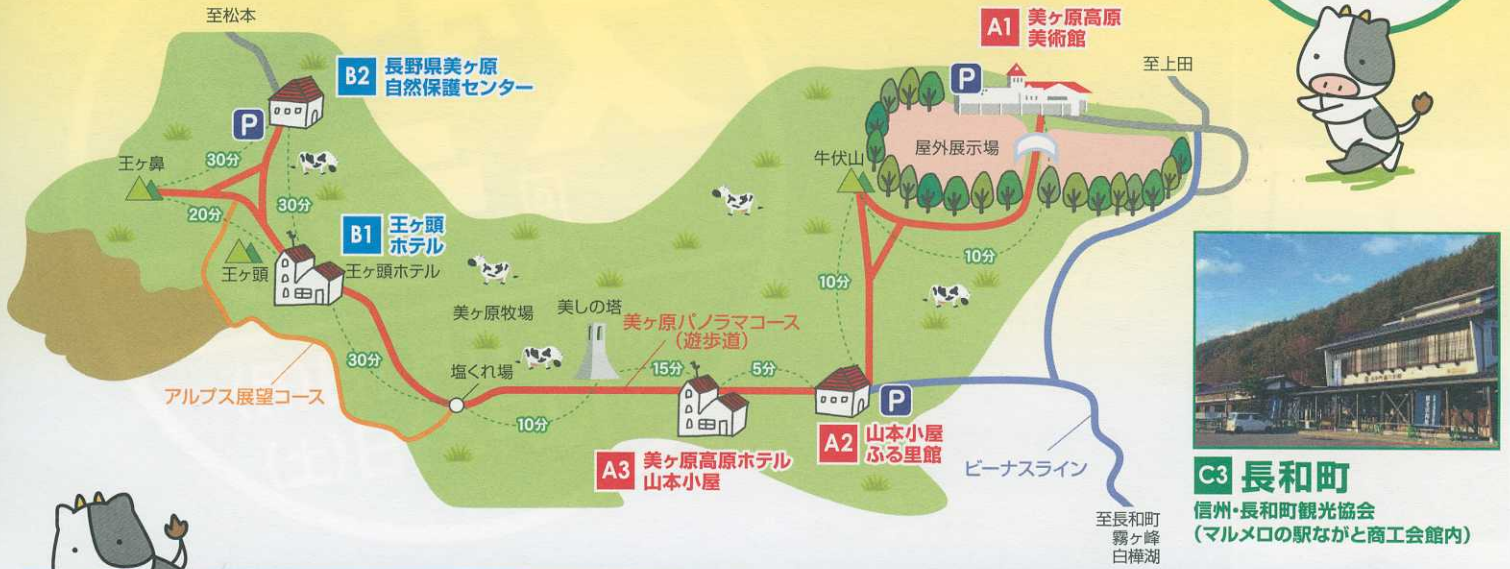 至松本
B2 長野県美ヶ原
自然保護センター
P
A1 美ヶ原高原
美術館
P
至上田
屋外展示場
牛伏山
王ヶ鼻
30分
20分
30分
B1 王ヶ頭
ホテル
王ヶ頭
王ヶ頭ホテル
10分
10分
美ヶ原牧場
美しの塔
美ヶ原パノラマコース
(遊歩道)
30分
塩くれ場
15分
5分
アルプス展望コース
10分
P
A3 美ヶ原高原ホテル
山本小屋
A2 山本小屋
ふる里館
ビーナスライン
至長和町
霧ヶ峰
白樺湖
C3 長和町
信州・長和町観光協会
(マルメロの駅ながと商工会館内)